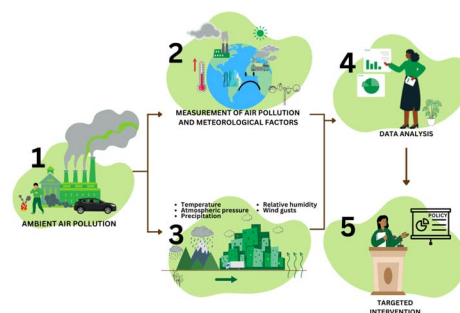 1
AMBIENT AIR POLLUTION
2
MEASUREMENT OF AIR POLLUTION
AND METEOROLOGICAL FACTORS
• Temperature
• Atmospheric pressure
• Precipitation
• Relative humidity
• Wind gusts
3
4
DATA ANALYSIS
5
POLICY
TARGETED
INTERVENTION